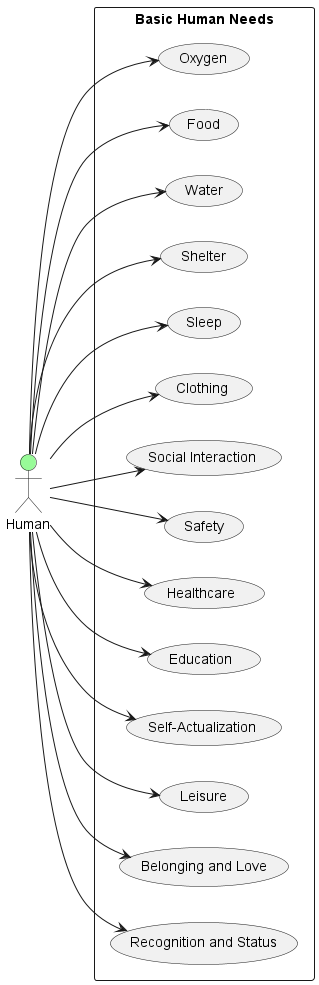 Basic Human Needs
Oxygen
Food
Water
Shelter
Sleep
Clothing
Social Interaction
Safety
Human
Healthcare
Education
Self-Actualization
Leisure
Belonging and Love
Recognition and Status